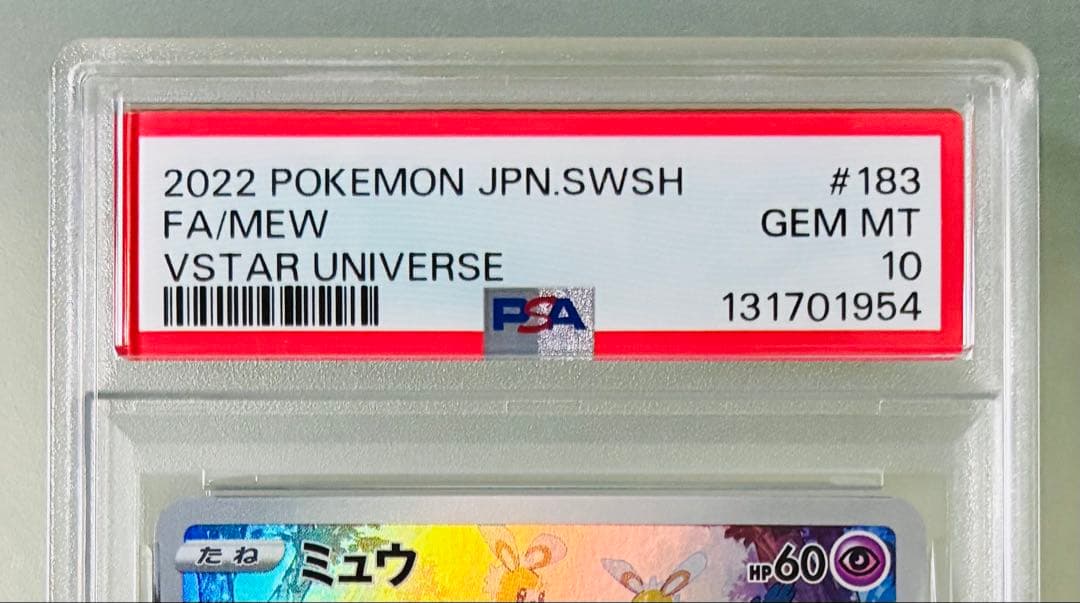 2022 POKEMON JPN.SWSH #183
FA/MEW GEM MT
VSTAR UNIVERSE 10
131701954
PSA
たね ミュウ HP60